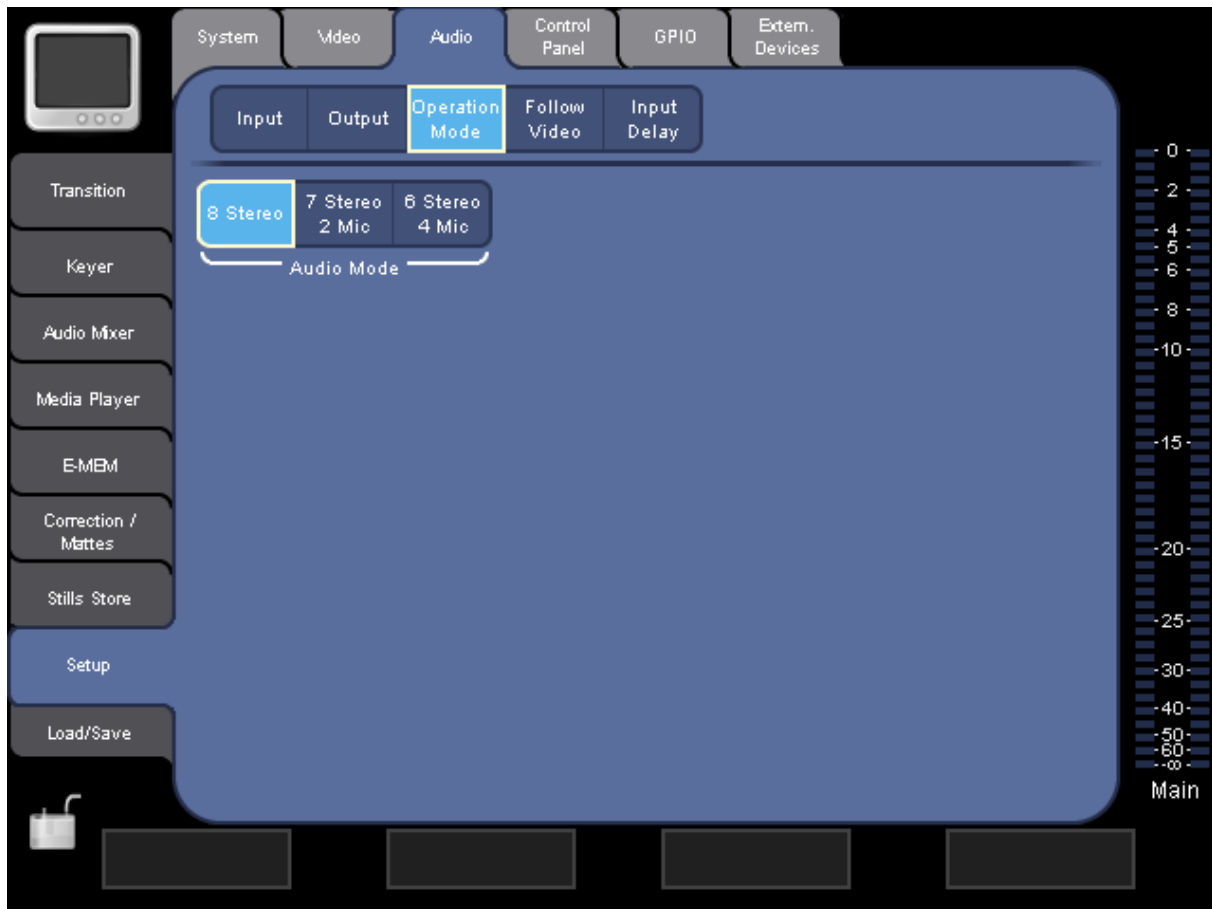 System
Video
Audio
Control
Panel
GPIO
Extern.
Devices
Input
Output
Operation
Mode
Follow
Video
Input
Delay
Transition
Keyer
Audio Mixer
Media Player
E-MEM
Correction /
Mattes
Stills Store
Setup
Load/Save
8 Stereo
7 Stereo
2 Mic
6 Stereo
4 Mic
Audio Mode
- 0 -
- 2 -
- 4 -
- 5 -
- 6 -
- 8 -
-10-
-15-
-20-
-25-
-30-
-40-
-50-
-60-
--∞-
Main